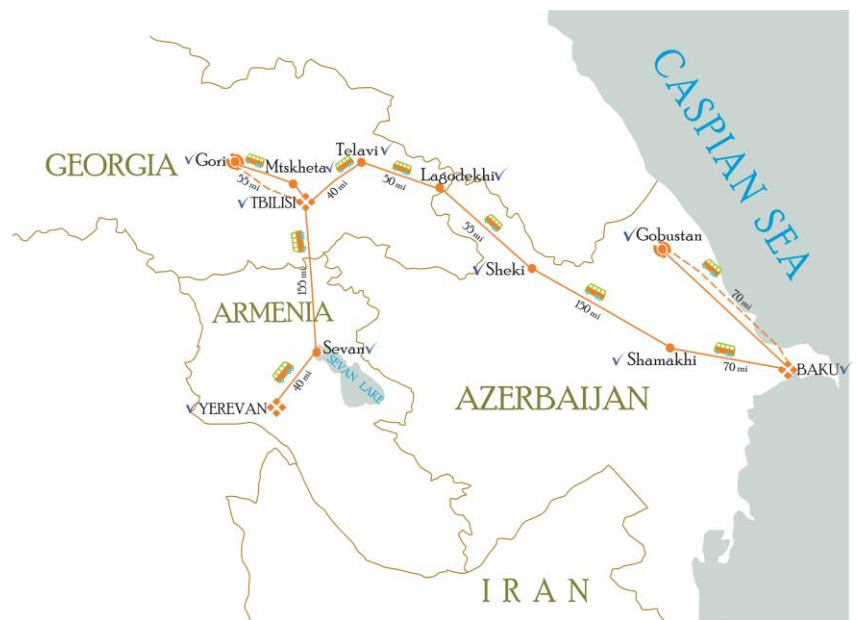 CASPIAN SEA
GEORGIA
Gori
Mtskheta
Telavi
Lagodekhi
55 mi
TBILISI
40 mi
50 mi
55 mi
Gobustan
Sheki
70 mi
155 mi
150 mi
ARMENIA
Sevan
SEVAN LAKE
40 mi
YEREVAN
Shamakhi
70 mi
BAKU
AZERBAIJAN
IRAN